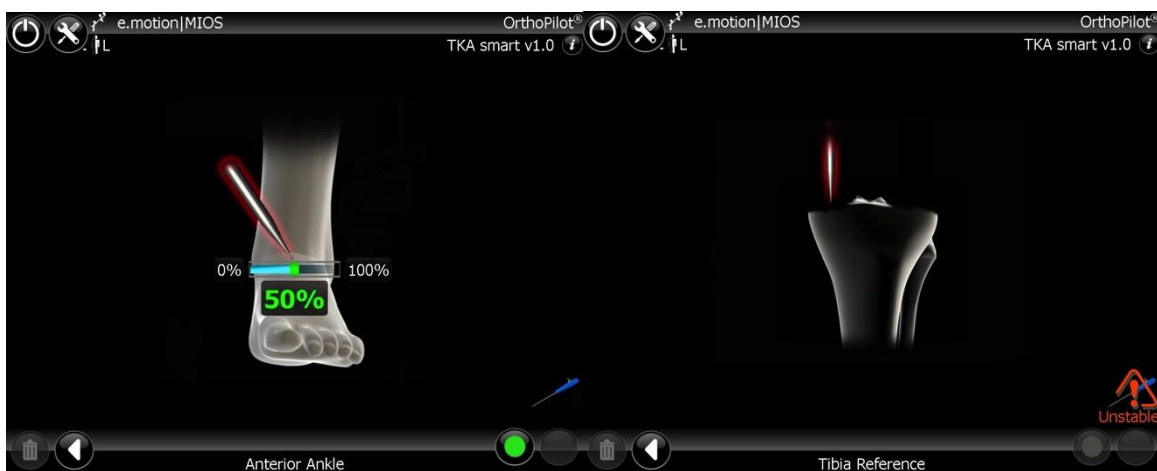 e.motion|MIOS
OrthoPilot®
L
TKA smart v1.0 i
0%
100%
50%
Anterior Ankle
e.motion|MIOS
OrthoPilot®
L
TKA smart v1.0 i
Unstable
Tibia Reference